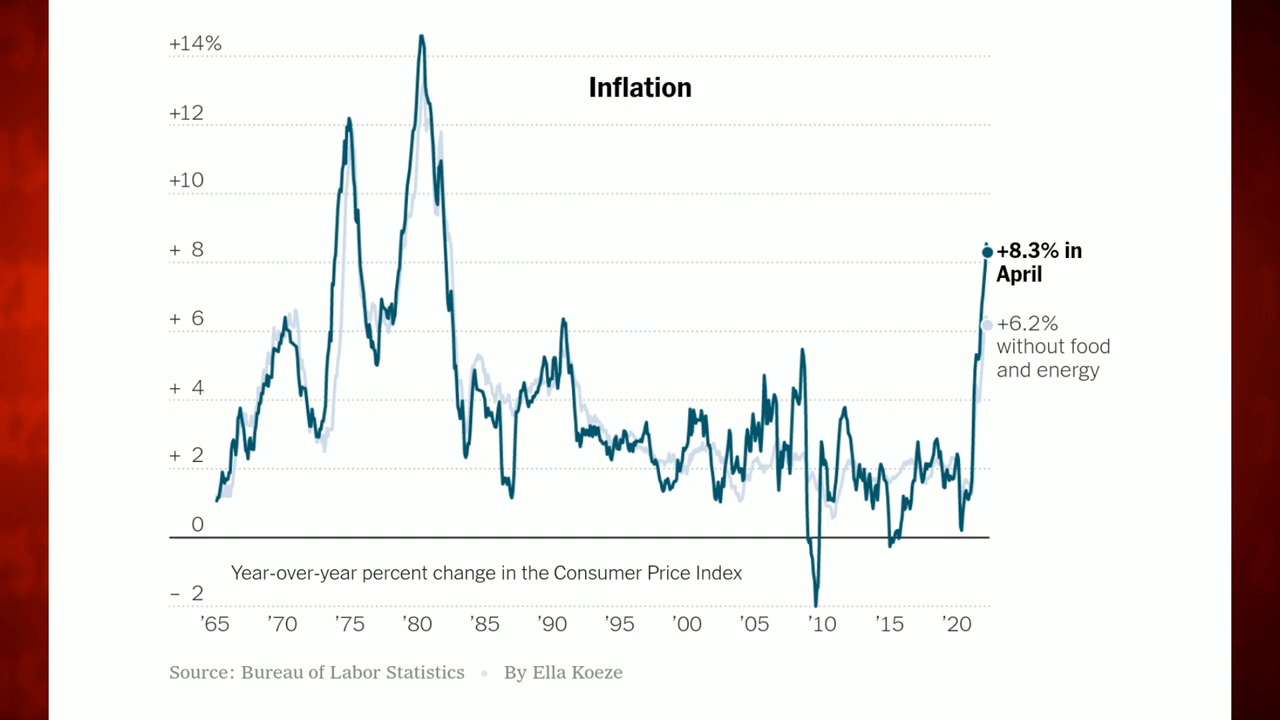 +14%
Inflation
+12
+10
+ 8
+8.3% in
April
+ 6
+6.2%
without food
and energy
+ 4
+ 2
0
Year-over-year percent change in the Consumer Price Index
– 2
’65 ’70 ’75 ’80 ’85 ’90 ’95 ’00 ’05 ’10 ’15 ’20
Source: Bureau of Labor Statistics • By Ella Koeze